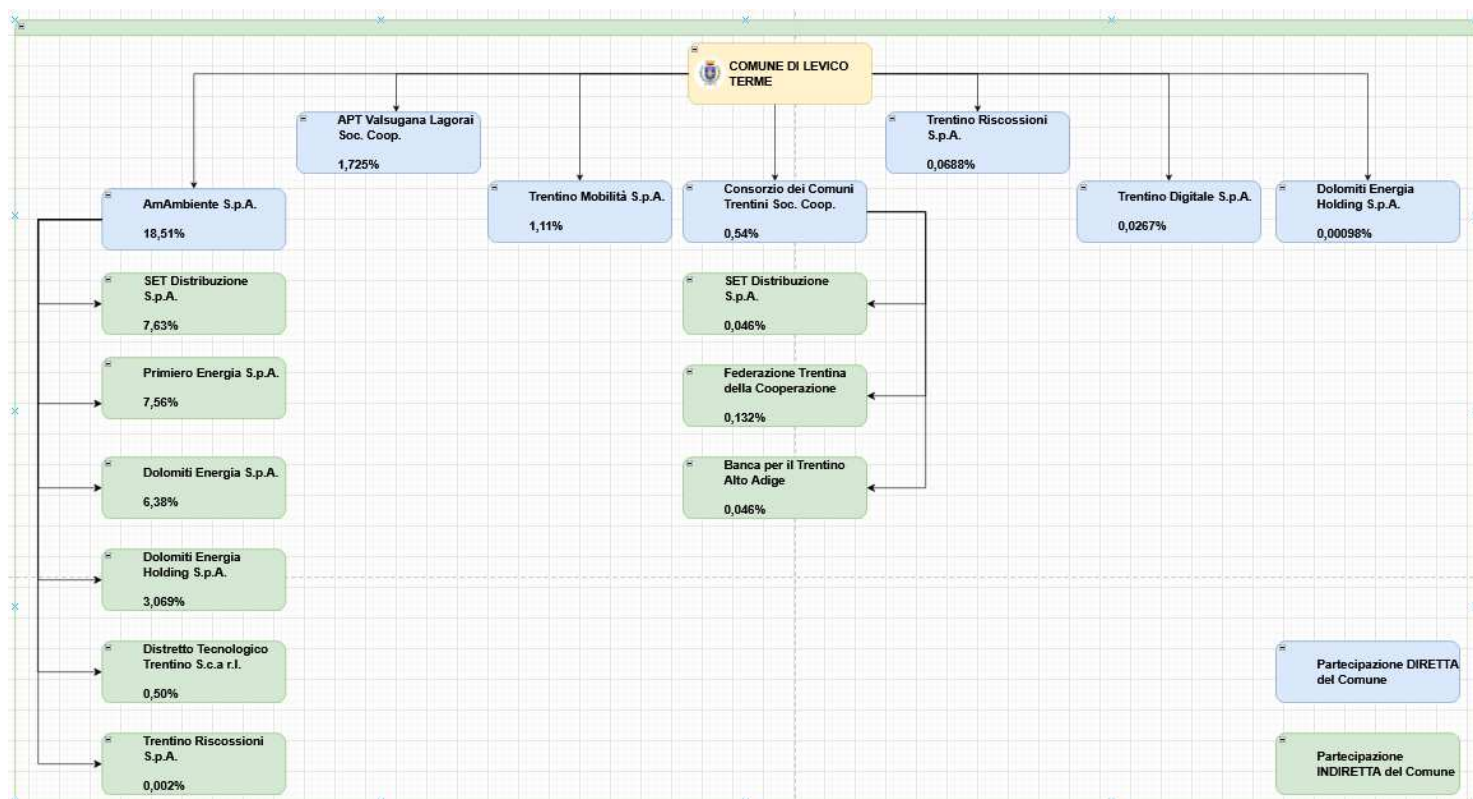 COMUNE DI LEVICO
TERME
APT Valsugana Lagorai
Soc. Coop.
1,725%
Trentino Riscossioni
S.p.A.
0,0688%
AmAmbiente S.p.A.
18,51%
Trentino Mobilità S.p.A.
1,11%
Consorzio dei Comuni
Trentini Soc. Coop.
0,54%
Trentino Digitale S.p.A.
0,0267%
Dolomiti Energia
Holding S.p.A.
0,00098%
SET Distribuzione
S.p.A.
7,63%
Primiero Energia S.p.A.
7,56%
Dolomiti Energia S.p.A.
6,38%
Dolomiti Energia
Holding S.p.A.
3,069%
Distretto Tecnologico
Trentino S.c.a r.l.
0,50%
Trentino Riscossioni
S.p.A.
0,002%
SET Distribuzione
S.p.A.
0,046%
Federazione Trentina
della Cooperazione
0,132%
Banca per il Trentino
Alto Adige
0,046%
Partecipazione DIRETTA
del Comune
Partecipazione
INDIRETTA del Comune